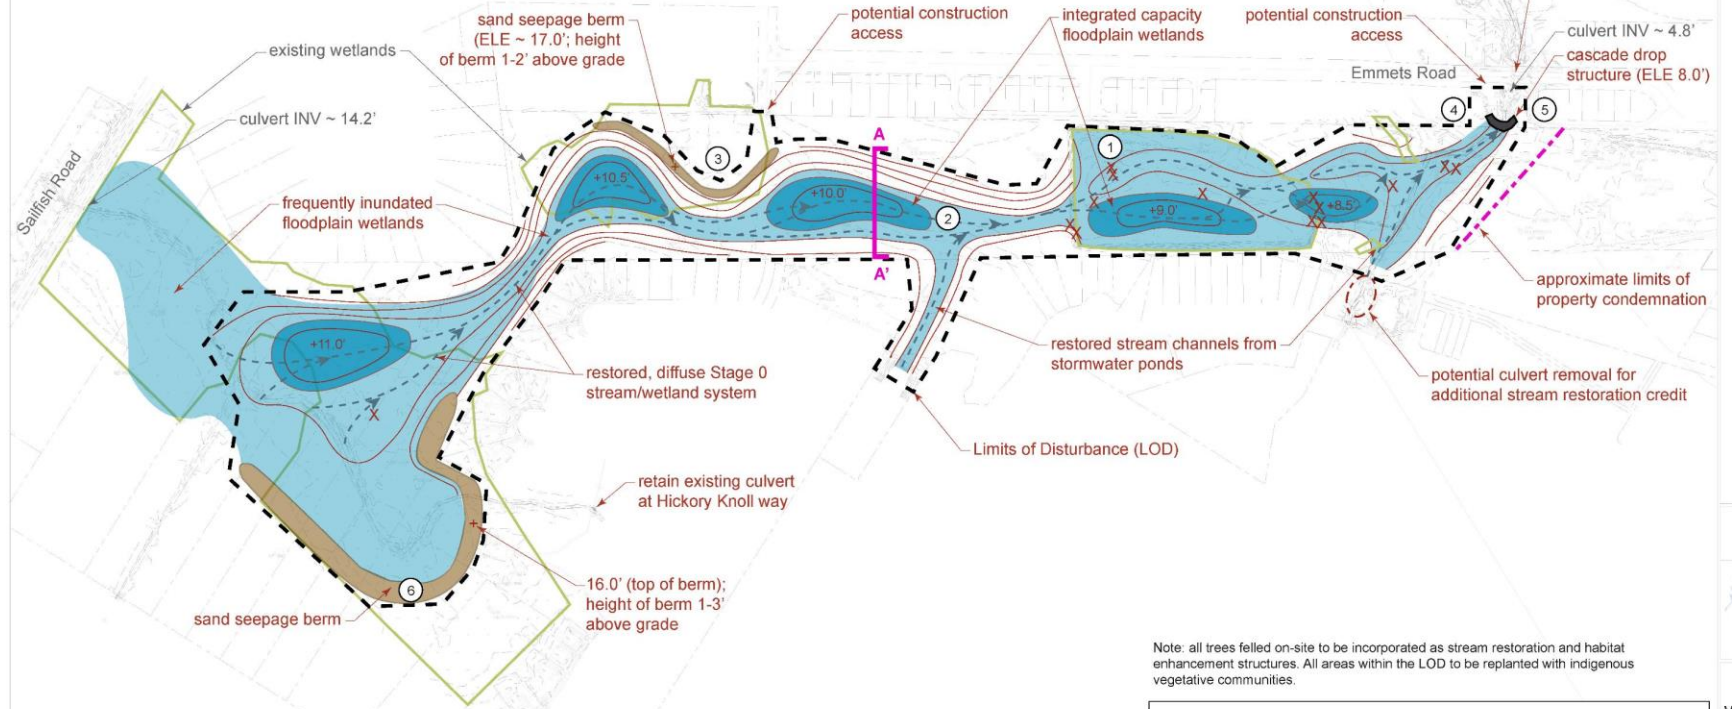 sand seepage berm
(ELE ~ 17.0'; height
of berm 1-2' above grade
potential construction
access
integrated capacity
floodplain wetlands
potential construction
access
culvert INV ~ 4.8'
cascade drop
structure (ELE 8.0')
Emmets Road
existing wetlands
culvert INV ~ 14.2'
Sailfish Road
frequently inundated
floodplain wetlands
4
5
A
1
3
+10.5'
+10.0'
2
+9.0'
+8.5'
A'
approximate limits of
property condemnation
+11.0'
restored, diffuse Stage 0
stream/wetland system
restored stream channels from
stormwater ponds
potential culvert removal for
additional stream restoration credit
Limits of Disturbance (LOD)
retain existing culvert
at Hickory Knoll way
6
16.0' (top of berm);
height of berm 1-3'
above grade
sand seepage berm
Note: all trees felled on-site to be incorporated as stream restoration and habitat
enhancement structures. All areas within the LOD to be replanted with indigenous
vegetative communities.